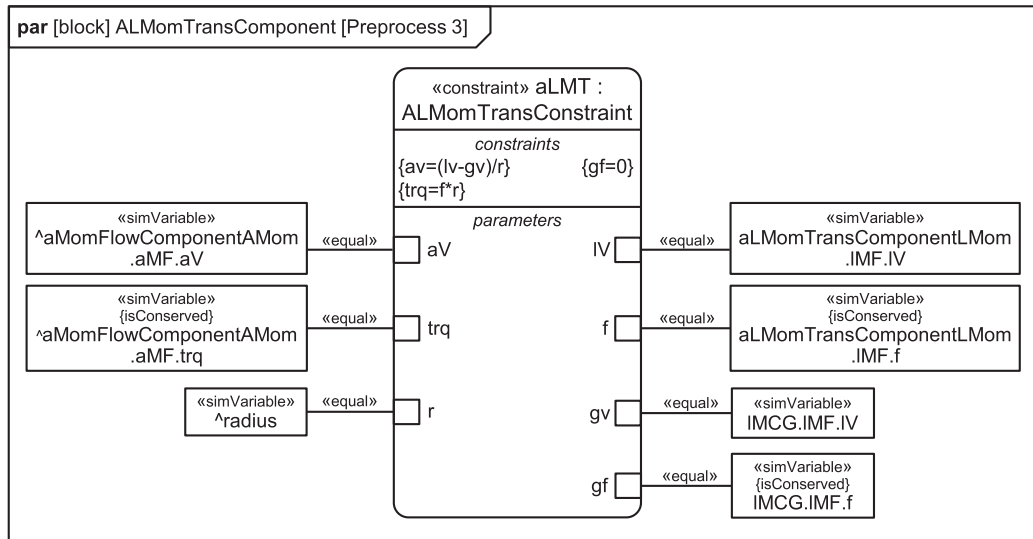 par [block] ALMomTransComponent [Preprocess 3]
«constraint» aLMT :
ALMomTransConstraint
constraints
{av=(lv-gv)/r} {gf=0}
{trq=f*r}
parameters
«simVariable»
^aMomFlowComponentAMom
.aMF.aV
«equal»
aV
lV
«equal»
«simVariable»
aLMomTransComponentLMom
.lMF.lV
«simVariable»
{isConserved}
^aMomFlowComponentAMom
.aMF.trq
«equal»
trq
f
«equal»
«simVariable»
{isConserved}
aLMomTransComponentLMom
.lMF.f
«simVariable»
^radius
«equal»
r
gv
«equal»
«simVariable»
lMCG.lMF.lV
gf
«equal»
«simVariable»
{isConserved}
lMCG.lMF.f